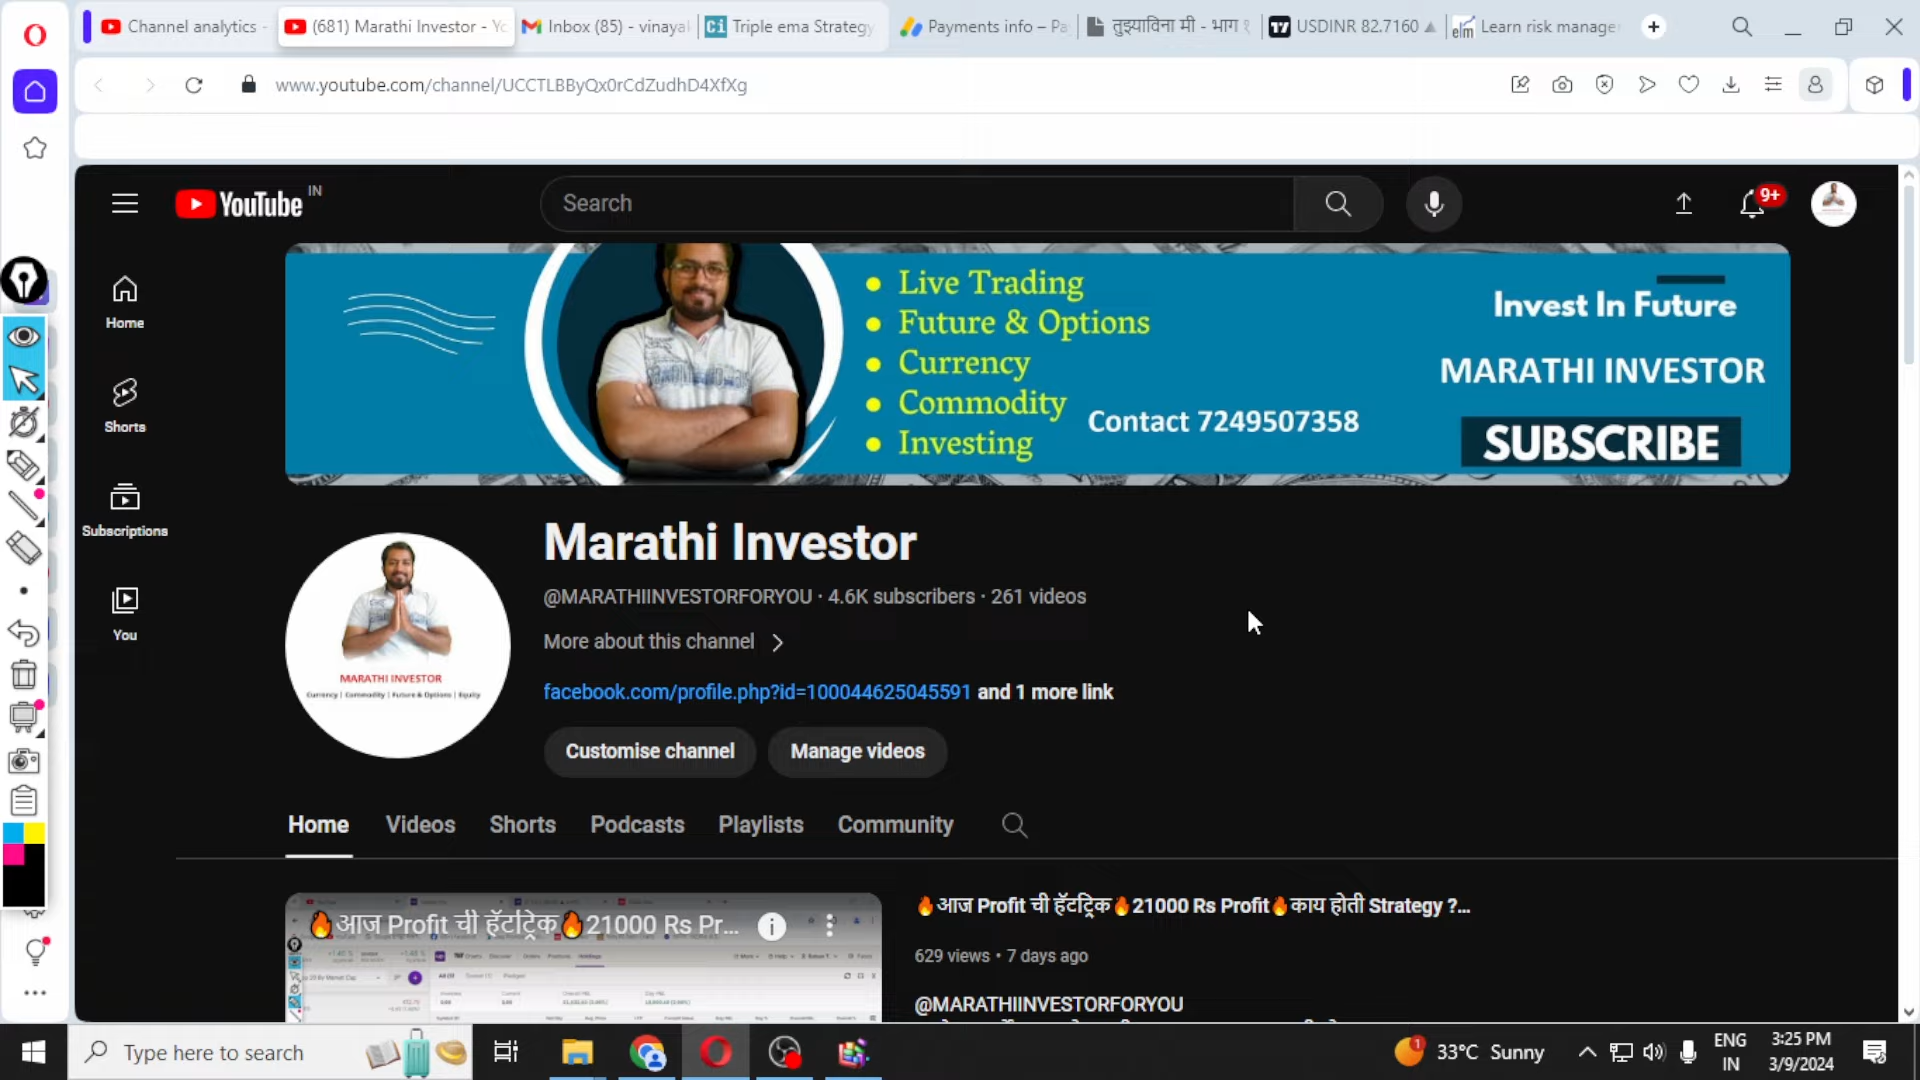 Channel analytics -
(681) Marathi Investor - Yo
Inbox (85) - vinaya
Triple ema Strategy
Payments info – Pa
तुझ्याविना मी - भाग १
USDINR 82.7160 ▲
Learn risk manage
www.youtube.com/channel/UCCTLBByQx0rCdZudhD4XfXg
YouTube IN
Search
9+
Home
Shorts
Subscriptions
You
• Live Trading
• Future & Options
• Currency
• Commodity
• Investing
Contact 7249507358
Invest In Future
MARATHI INVESTOR
SUBSCRIBE
MARATHI INVESTOR
Currency | Commodity | Future & Options | Equity
Marathi Investor
@MARATHIINVESTORFORYOU · 4.6K subscribers · 261 videos
More about this channel >
facebook.com/profile.php?id=100044625045591 and 1 more link
Customise channel
Manage videos
Home Videos Shorts Podcasts Playlists Community
🔥आज Profit ची हॅटट्रिक🔥21000 Rs Pr...
🔥आज Profit ची हॅटट्रिक🔥21000 Rs Profit🔥काय होती Strategy ?...
629 views • 7 days ago
@MARATHIINVESTORFORYOU
Type here to search
33°C Sunny
ENG
IN
3:25 PM
3/9/2024